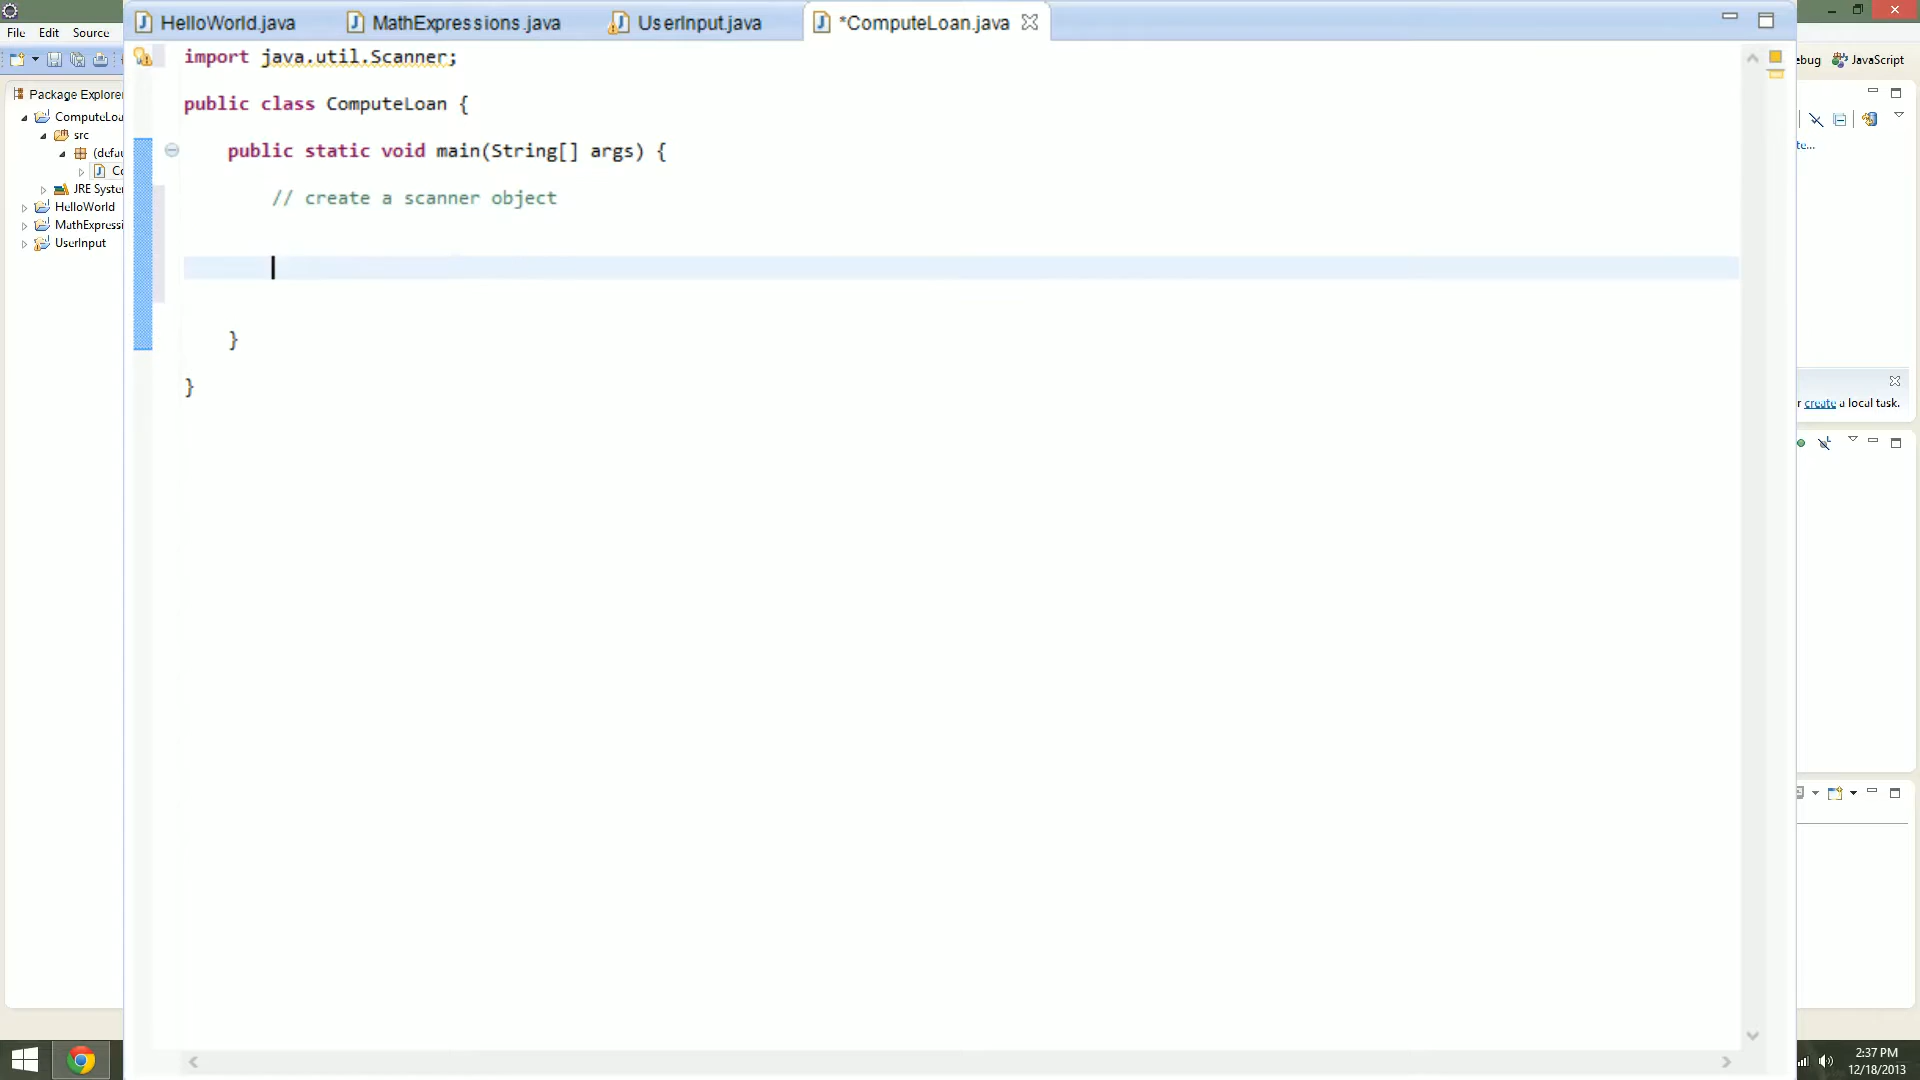 HelloWorld.java MathExpressions.java UserInput.java *ComputeLoan.java
File Edit Source
ebug JavaScript
Package Explore
ComputeLoa
src
(defau
Co
JRE Syste
HelloWorld
MathExpressi
UserInput
import java.util.Scanner;
public class ComputeLoan {
public static void main(String[] args) {
// create a scanner object
}
}
te...
r create a local task.
2:37 PM
12/18/2013